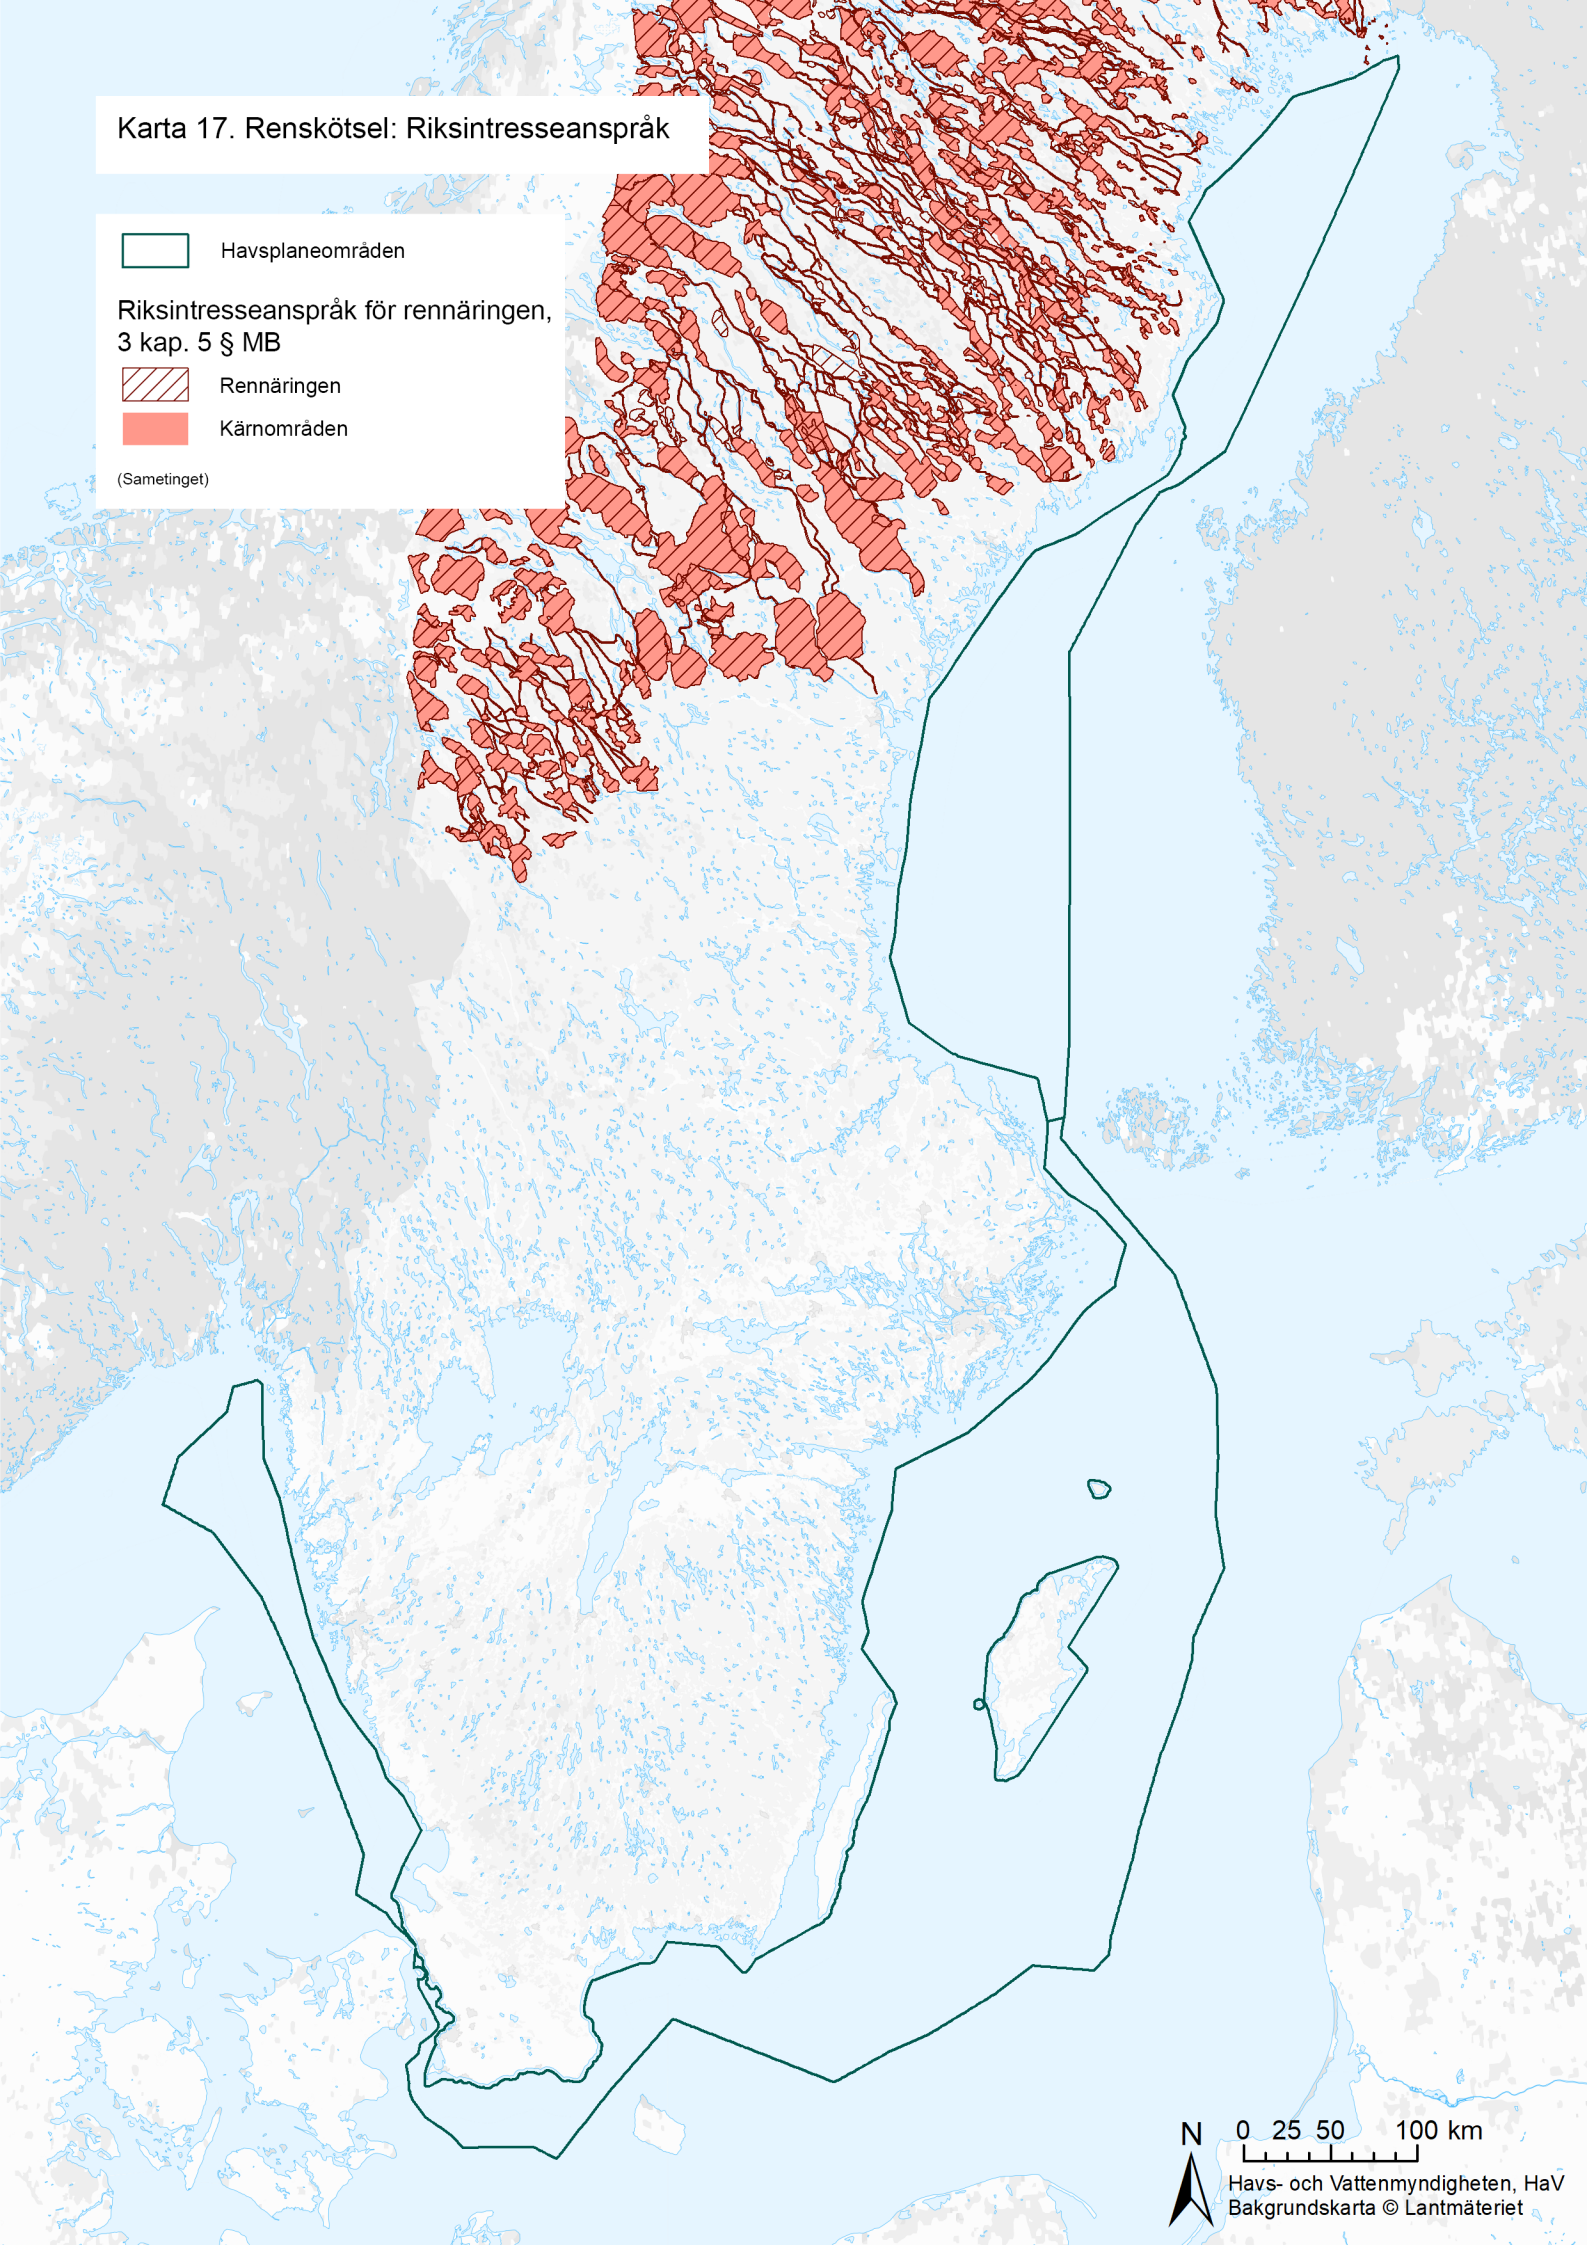 Karta 17. Renskötsel: Riksintresseanspråk
Havsplaneområden
Riksintresseanspråk för rennäringen,
3 kap. 5 § MB
Rennäringen
Kärnområden
(Sametinget)
N
0 25 50 100 km
Havs- och Vattenmyndigheten, HaV
Bakgrundskarta © Lantmäteriet